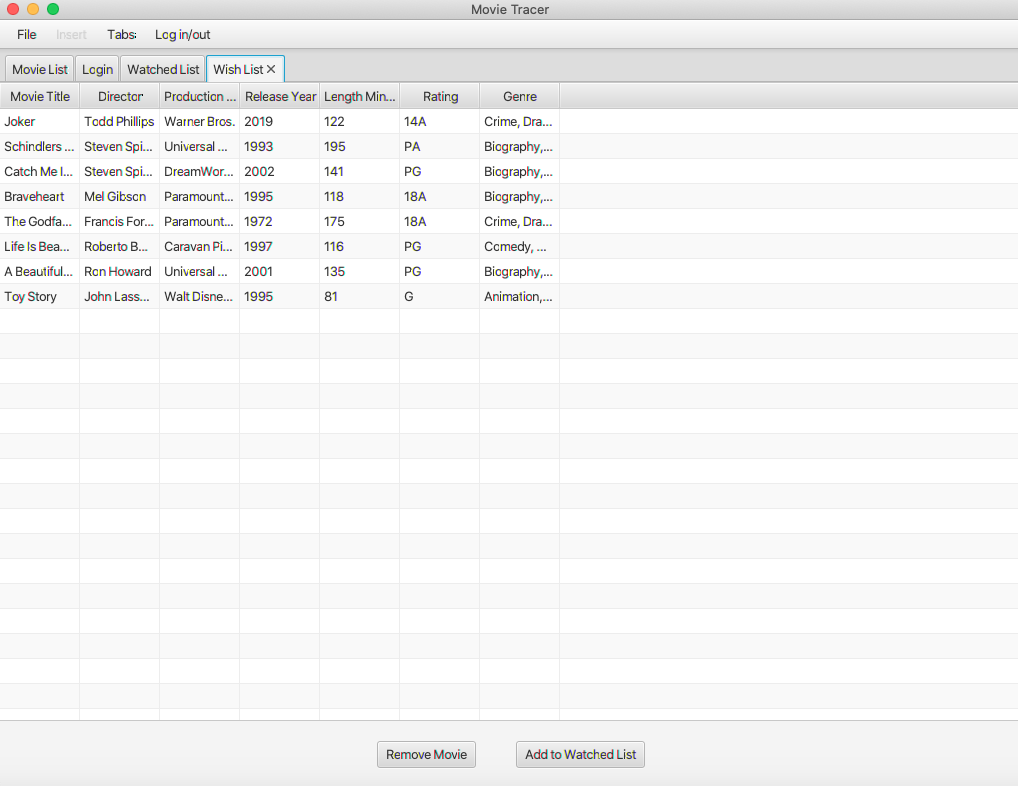 Movie Tracer
File Insert Tabs Log in/out
Movie List Login Watched List Wish List ✕
Movie Title Director Production ... Release Year Length Min... Rating Genre
Joker Todd Phillips Warner Bros. 2019 122 14A Crime, Dra...
Schindlers ... Steven Spi... Universal ... 1993 195 PA Biography,...
Catch Me I... Steven Spi... DreamWor... 2002 141 PG Biography,...
Braveheart Mel Gibson Paramount... 1995 118 18A Biography,...
The Godfa... Francis For... Paramount... 1972 175 18A Crime, Dra...
Life Is Bea... Roberto B... Caravan Pi... 1997 116 PG Comedy, ...
A Beautiful... Ron Howard Universal ... 2001 135 PG Biography,...
Toy Story John Lass... Walt Disne... 1995 81 G Animation,...
Remove Movie Add to Watched List